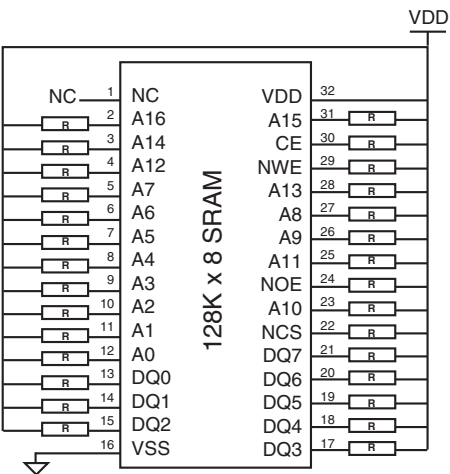 VDD
NC 1 NC VDD 32
R 2 A16 A15 31 R
R 3 A14 CE 30 R
R 4 A12 NWE 29 R
R 5 A7 A13 28 R
R 6 A6 A8 27 R
R 7 A5 A9 26 R
R 8 A4 A11 25 R
R 9 A3 NOE 24 R
R 10 A2 A10 23 R
R 11 A1 NCS 22 R
R 12 A0 DQ7 21 R
R 13 DQ0 DQ6 20 R
R 14 DQ1 DQ5 19 R
R 15 DQ2 DQ4 18 R
16 VSS DQ3 17 R
128K x 8 SRAM